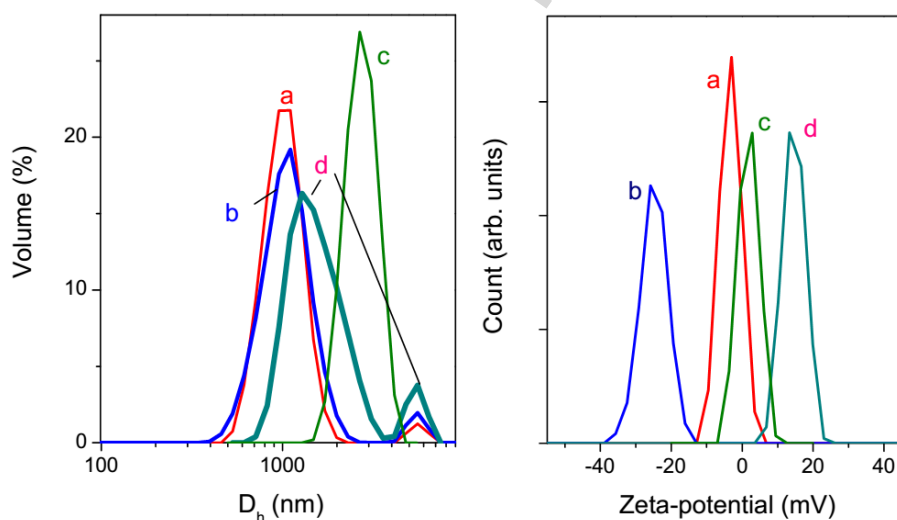 Volume (%)
20
10
0
a
b
c
d
100
1000
D_h (nm)
Count (arb. units)
a
b
c
d
-40
-20
0
20
40
Zeta-potential (mV)